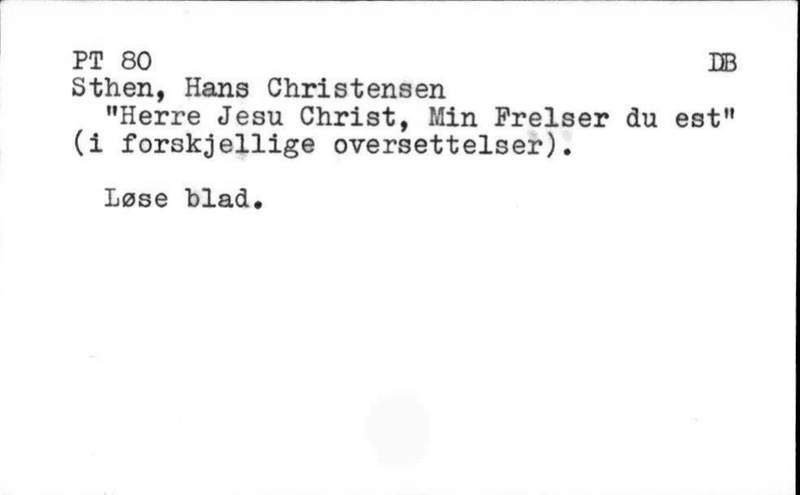 PT 80 DB
Sthen, Hans Christensen
"Herre Jesu Christ, Min Frelser du est"
(i forskjellige oversettelser).
Løse blad.